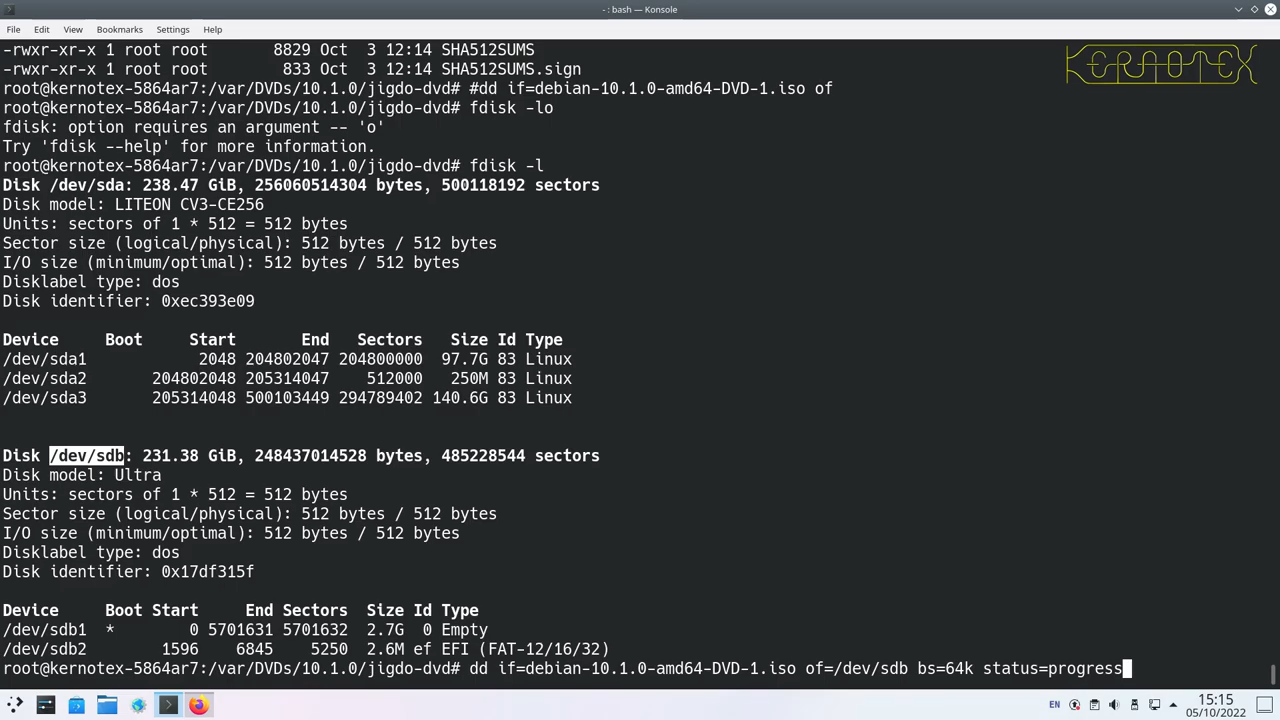 - : bash — Konsole
File Edit View Bookmarks Settings Help
KERNOTEX
-rwxr-xr-x 1 root root       8829 Oct  3 12:14 SHA512SUMS
-rwxr-xr-x 1 root root        833 Oct  3 12:14 SHA512SUMS.sign
root@kernotex-5864ar7:/var/DVDs/10.1.0/jigdo-dvd# #dd if=debian-10.1.0-amd64-DVD-1.iso of
root@kernotex-5864ar7:/var/DVDs/10.1.0/jigdo-dvd# fdisk -lo
fdisk: option requires an argument -- 'o'
Try 'fdisk --help' for more information.
root@kernotex-5864ar7:/var/DVDs/10.1.0/jigdo-dvd# fdisk -l
Disk /dev/sda: 238.47 GiB, 256060514304 bytes, 500118192 sectors
Disk model: LITEON CV3-CE256
Units: sectors of 1 * 512 = 512 bytes
Sector size (logical/physical): 512 bytes / 512 bytes
I/O size (minimum/optimal): 512 bytes / 512 bytes
Disklabel type: dos
Disk identifier: 0xec393e09
Device     Boot     Start       End   Sectors   Size Id Type
/dev/sda1            2048 204802047 204800000  97.7G 83 Linux
/dev/sda2       204802048 205314047    512000   250M 83 Linux
/dev/sda3       205314048 500103449 294789402 140.6G 83 Linux
Disk /dev/sdb: 231.38 GiB, 248437014528 bytes, 485228544 sectors
Disk model: Ultra
Units: sectors of 1 * 512 = 512 bytes
Sector size (logical/physical): 512 bytes / 512 bytes
I/O size (minimum/optimal): 512 bytes / 512 bytes
Disklabel type: dos
Disk identifier: 0x17df315f
Device     Boot Start     End Sectors  Size Id Type
/dev/sdb1  *        0 5701631 5701632  2.7G  0 Empty
/dev/sdb2        1596    6845    5250  2.6M ef EFI (FAT-12/16/32)
root@kernotex-5864ar7:/var/DVDs/10.1.0/jigdo-dvd# dd if=debian-10.1.0-amd64-DVD-1.iso of=/dev/sdb bs=64k status=progress
EN
15:15
05/10/2022